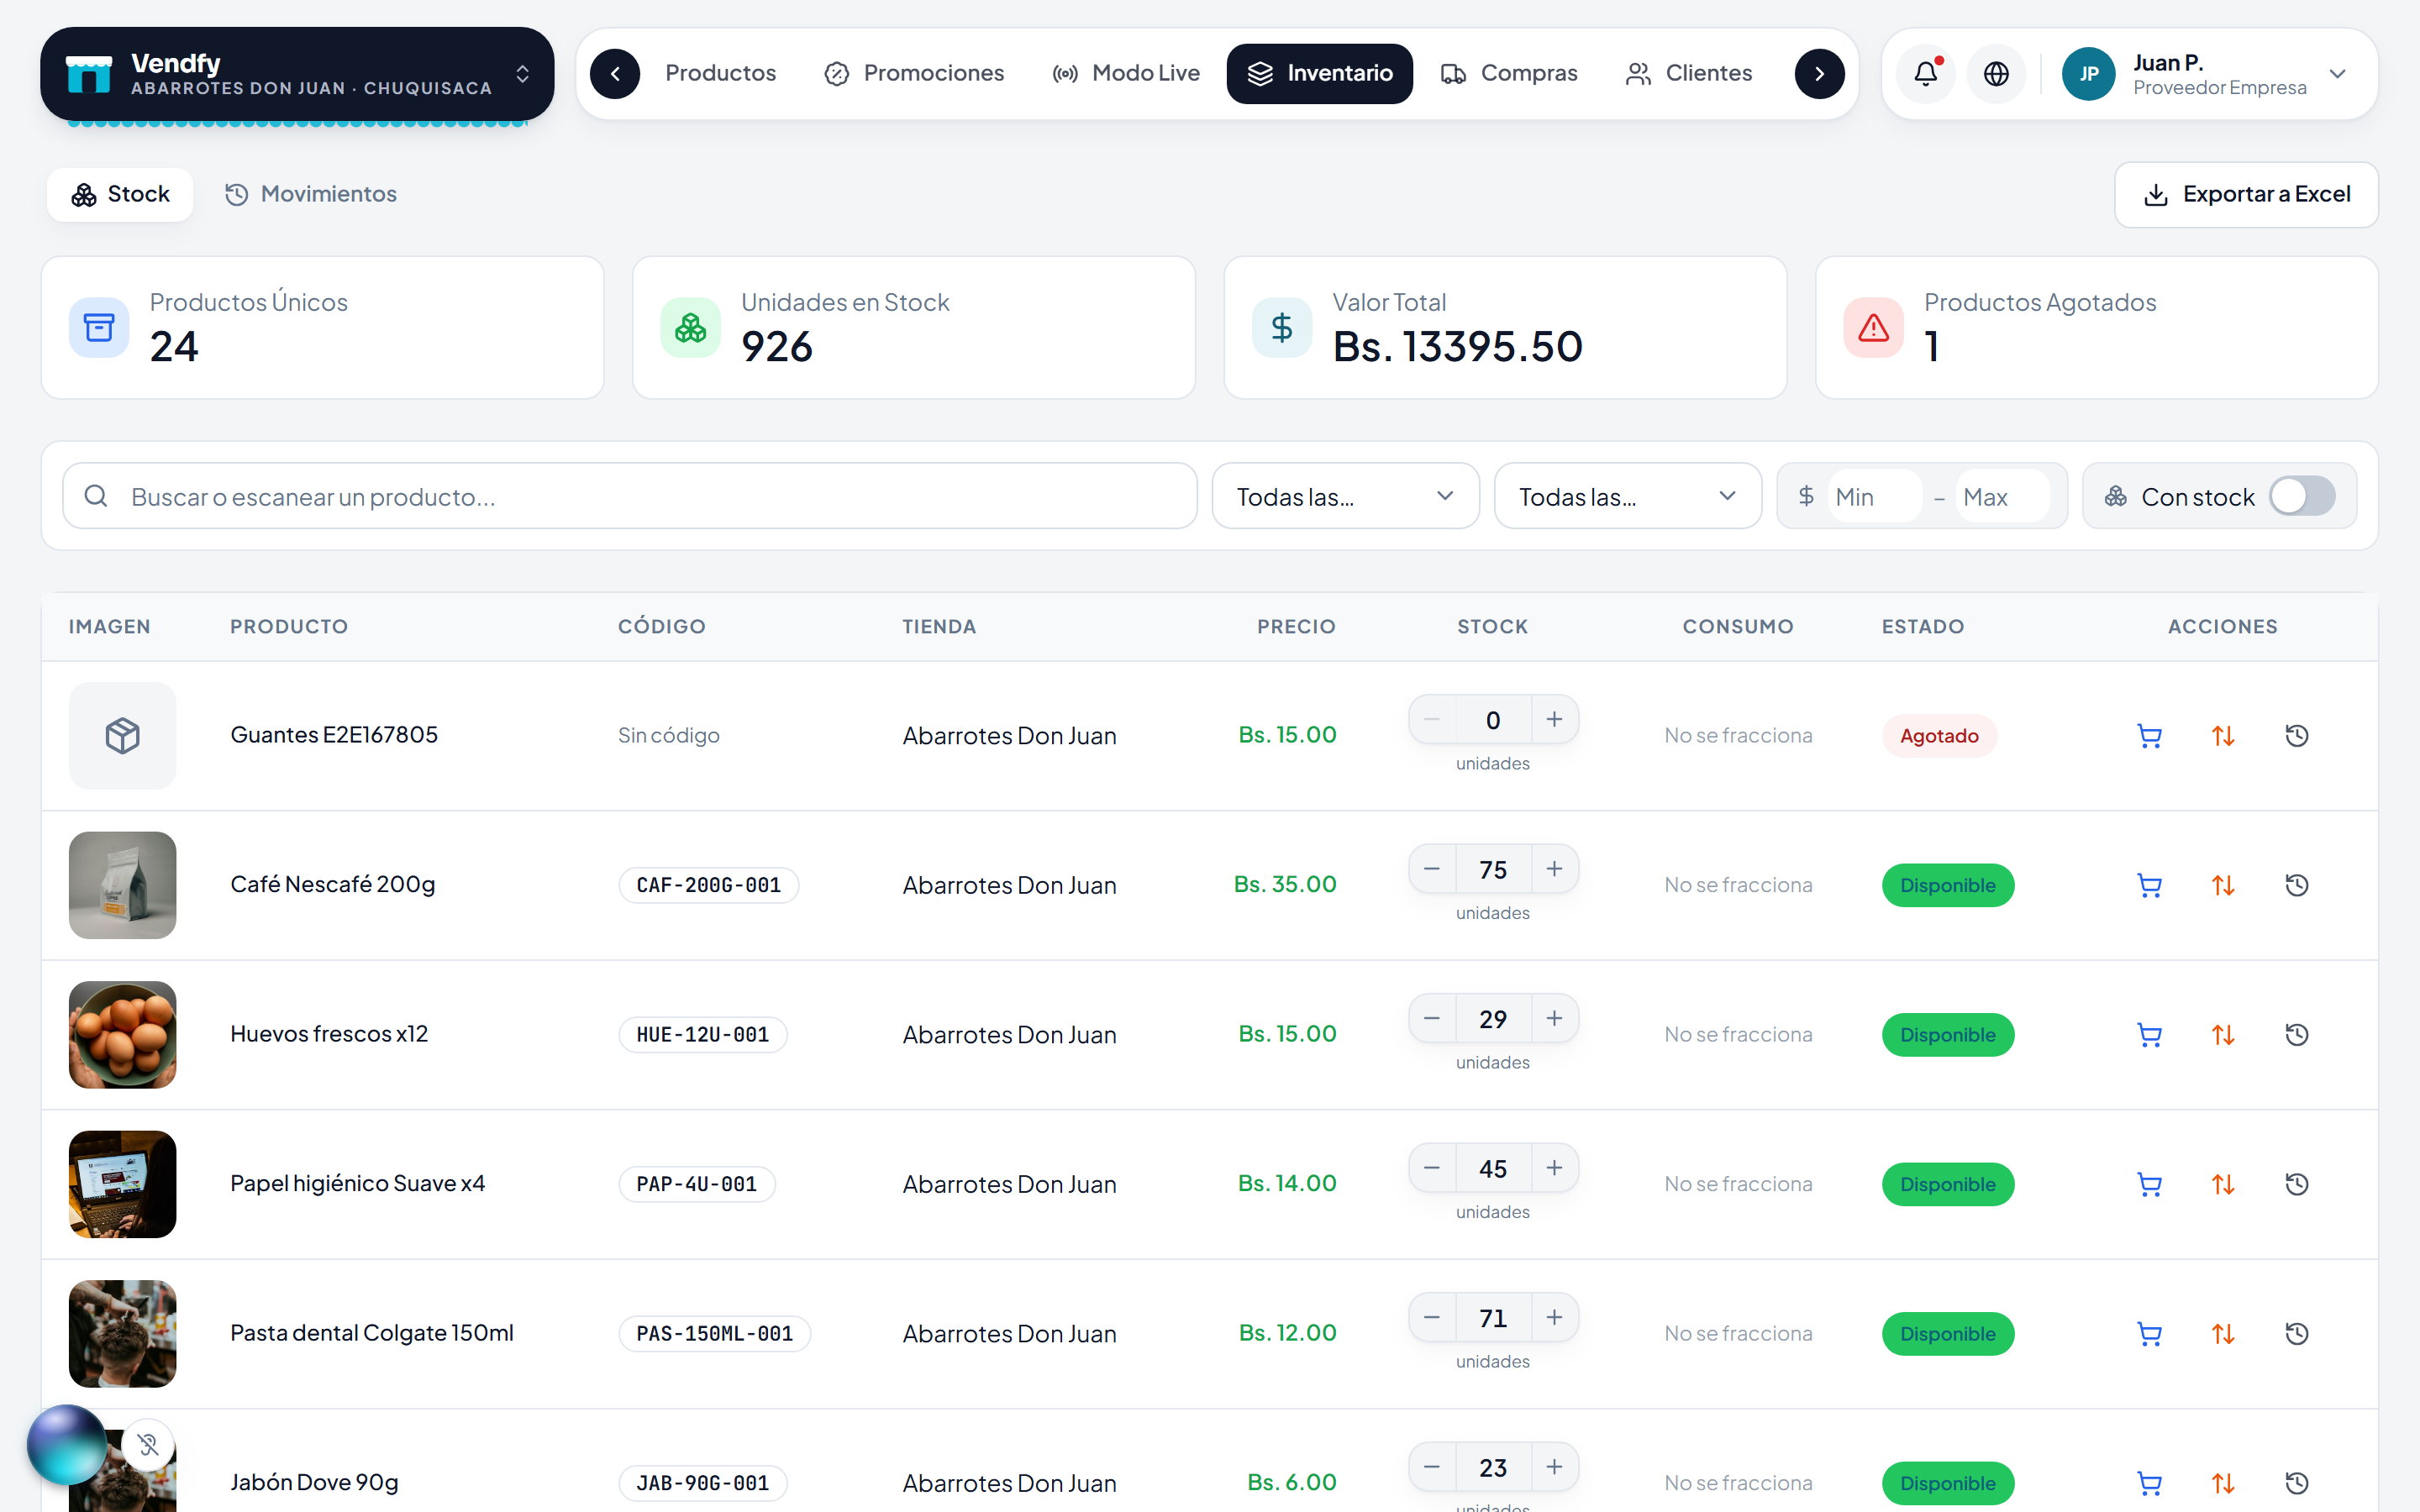 Vendfy
ABARROTES DON JUAN · CHUQUISACA
Productos
Promociones
Modo Live
Inventario
Compras
Clientes
JP
Juan P.
Proveedor Empresa
Stock
Movimientos
Exportar a Excel
Productos Únicos
24
Unidades en Stock
926
Valor Total
Bs. 13395.50
Productos Agotados
1
Buscar o escanear un producto...
Todas las...
Todas las...
Min – Max
Con stock
IMAGEN PRODUCTO CÓDIGO TIENDA PRECIO STOCK CONSUMO ESTADO ACCIONES
Guantes E2E167805 Sin código Abarrotes Don Juan Bs. 15.00 0 No se fracciona Agotado
unidades
Café Nescafé 200g CAF-200G-001 Abarrotes Don Juan Bs. 35.00 75 No se fracciona Disponible
unidades
Huevos frescos x12 HUE-12U-001 Abarrotes Don Juan Bs. 15.00 29 No se fracciona Disponible
unidades
Papel higiénico Suave x4 PAP-4U-001 Abarrotes Don Juan Bs. 14.00 45 No se fracciona Disponible
unidades
Pasta dental Colgate 150ml PAS-150ML-001 Abarrotes Don Juan Bs. 12.00 71 No se fracciona Disponible
unidades
Jabón Dove 90g JAB-90G-001 Abarrotes Don Juan Bs. 6.00 23 No se fracciona Disponible
unidades